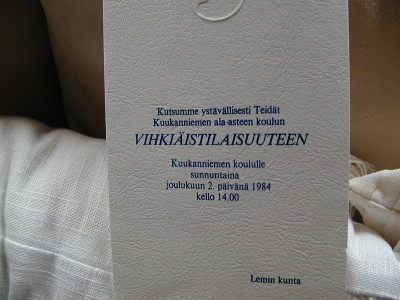 Kutsumme ystävällisesti Teidät
Kuukanniemen ala-asteen koulun
VIHKIÄISTILAISUUTEEN
Kuukanniemen koululle
sunnuntaina
joulukuun 2. päivänä 1984
kello 14.00
Lemin kunta